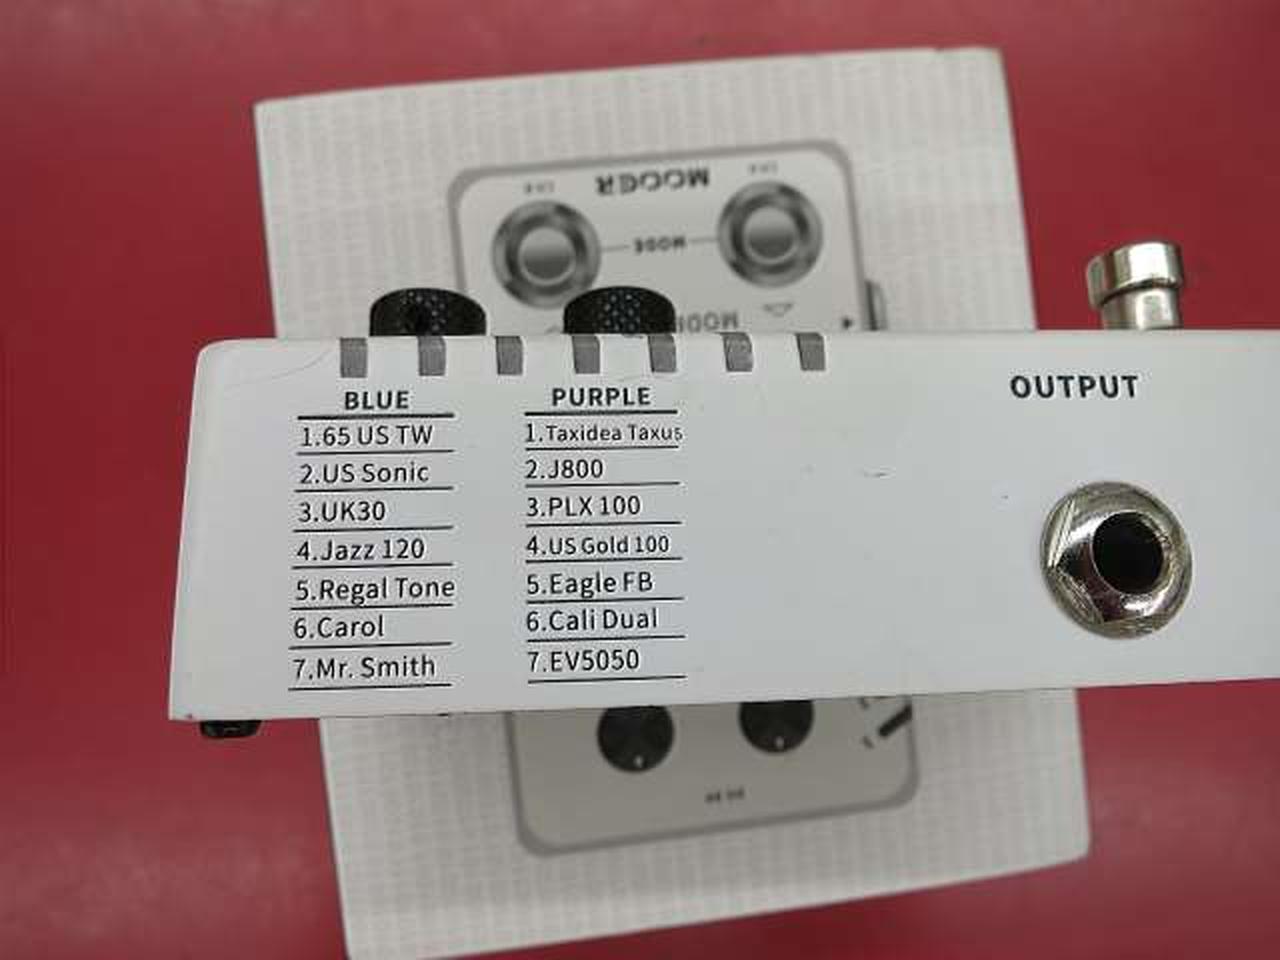 MOOER
MODE
MODE
OUTPUT
BLUE
1.65 US TW
2.US Sonic
3.UK30
4.Jazz 120
5.Regal Tone
6.Carol
7.Mr. Smith
PURPLE
1.Taxidea Taxus
2.J800
3.PLX 100
4.US Gold 100
5.Eagle FB
6.Cali Dual
7.EV5050